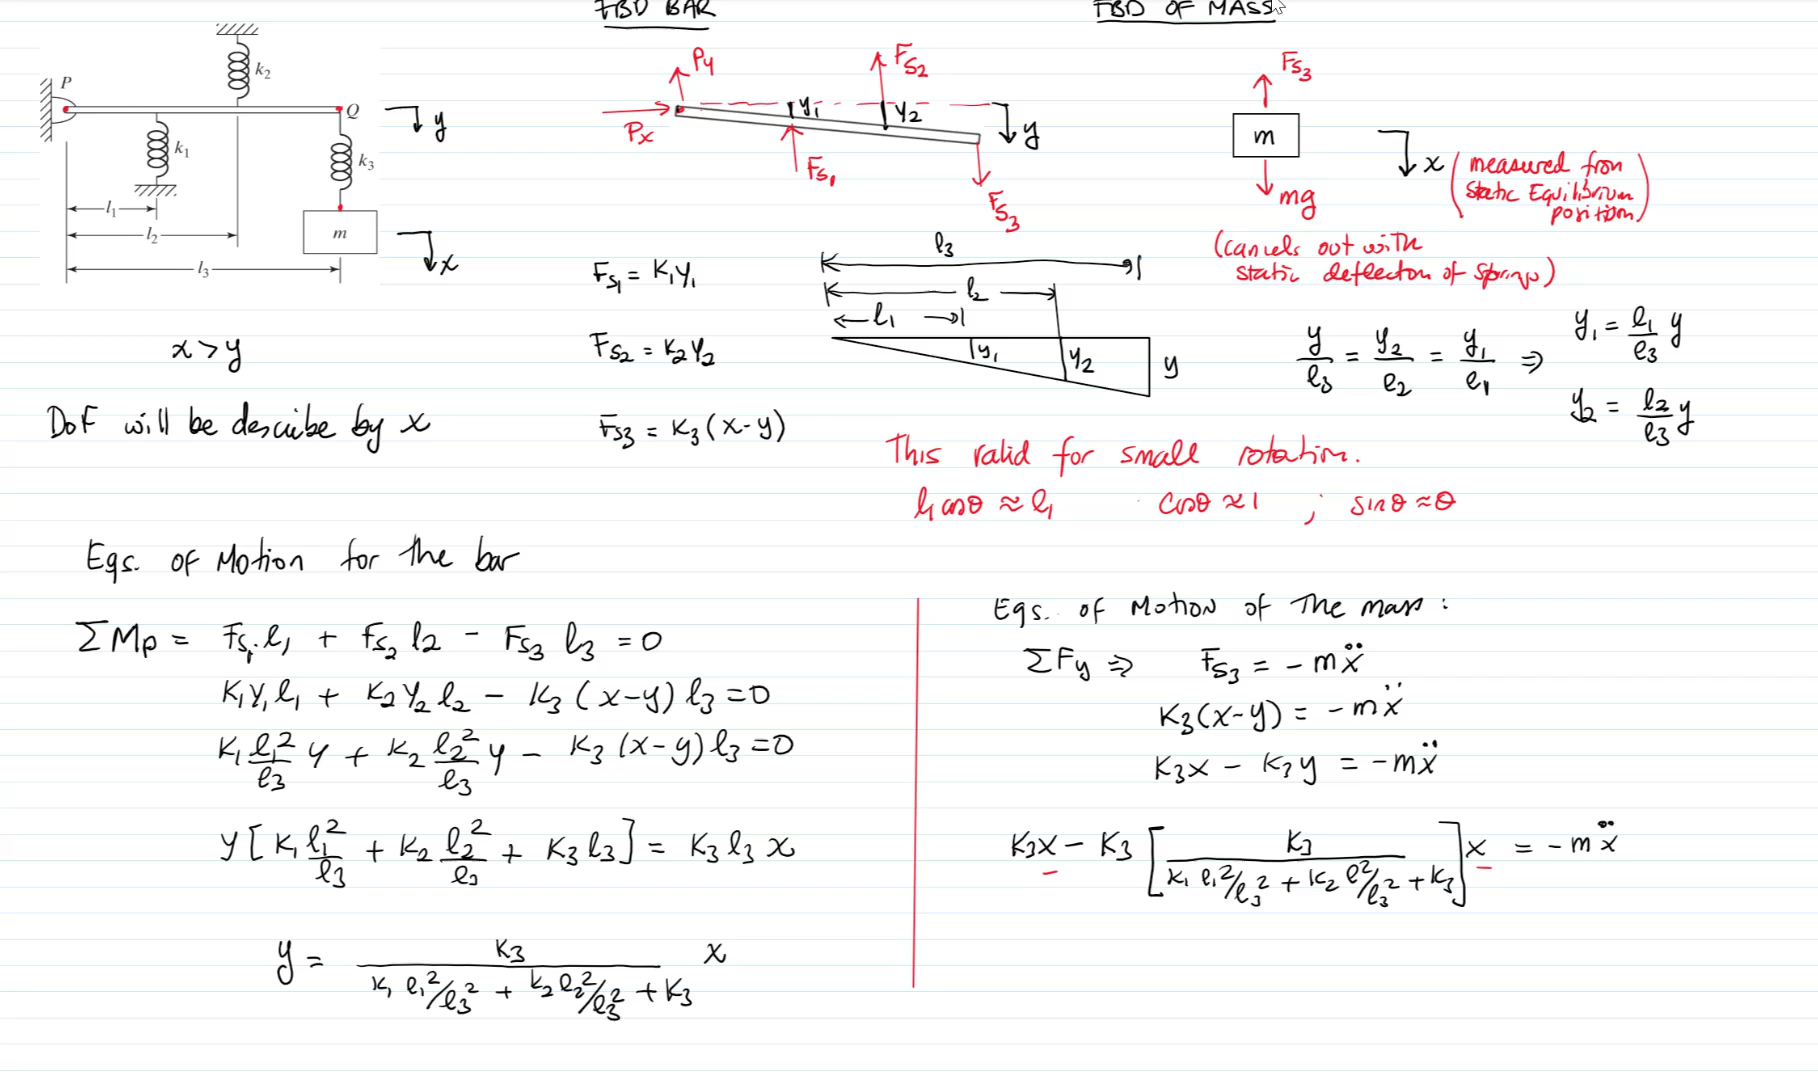 FBD BAR
FBD OF MASS
P
k2
Q
k1
k3
l1
l2
l3
m
y
x
Py
Px
Fs2
y1
y2
y
Fs1
Fs3
Fs3
m
mg
x (measured from
static Equilibrium
position)
(cancels out with
static deflection of springs)
Fs1 = K1y1
Fs2 = K2y2
Fs3 = K3(x-y)
x > y
DoF will be describe by x
l3
l2
l1
y1
y2
y
y/l3 = y2/l2 = y1/l1 ⇒
y1 = l1/l3 y
y2 = l2/l3 y
This valid for small rotation.
l1 cosθ ≈ l1 cosθ ≈ 1 ; sinθ ≈ θ
Eqs. of Motion for the bar
ΣMp = Fs1·l1 + Fs2 l2 - Fs3 l3 = 0
K1y1l1 + K2y2l2 - K3(x-y)l3 = 0
K1 l1²/l3 y + K2 l2²/l3 y - K3(x-y)l3 = 0
y[K1 l1²/l3 + K2 l2²/l3 + K3l3] = K3l3x
y = K3/(K1 l1²/l3² + K2 l2²/l3² + K3) x
Eqs. of Motion of the mass:
ΣFy ⇒ Fs3 = -mẍ
K3(x-y) = -mẍ
K3x - K3y = -mẍ
K3x - K3[K3/(K1 l1²/l3² + K2 l²/l3² + K3)]x = -mẍ